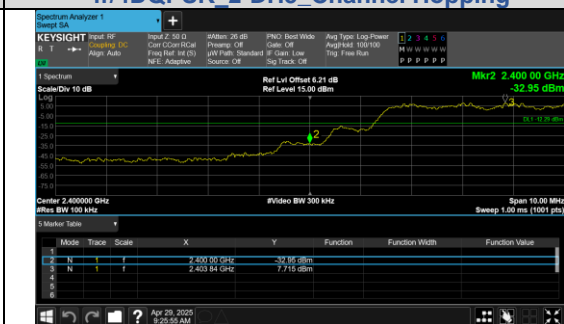 Spectrum Analyzer 1
Swept SA
+
KEYSIGHT Input: RF Input Z: 50 Ω #Atten: 26 dB PNO: Best Wide Avg Type: Log-Power 1 2 3 4 5 6
R T Coupling: DC Corr CCorr RCal Preamp: Off Gate: Off Avg|Hold: 100/100 M W W W W W
Align: Auto Freq Ref: Int (S) µW Path: Standard IF Gain: Low Trig: Free Run P P P P P P
NFE: Adaptive Source: Off Sig Track: Off
1 Spectrum
Scale/Div 10 dB
Ref Lvl Offset 6.21 dB
Ref Level 15.00 dBm
Mkr2 2.400 00 GHz
-32.95 dBm
Log
5.00
-5.00
-15.0
-25.0
-35.0
-45.0
-55.0
-65.0
-75.0
2
3
DL1 -12.29 dBm
Center 2.400000 GHz #Video BW 300 kHz Span 10.00 MHz
#Res BW 100 kHz Sweep 1.00 ms (1001 pts)
5 Marker Table
Mode Trace Scale X Y Function Function Width Function Value
1
2 N 1 f 2.400 00 GHz -32.95 dBm
3 N 1 f 2.403 84 GHz 7.715 dBm
4
5
6
?
Apr 29, 2025
9:25:55 AM